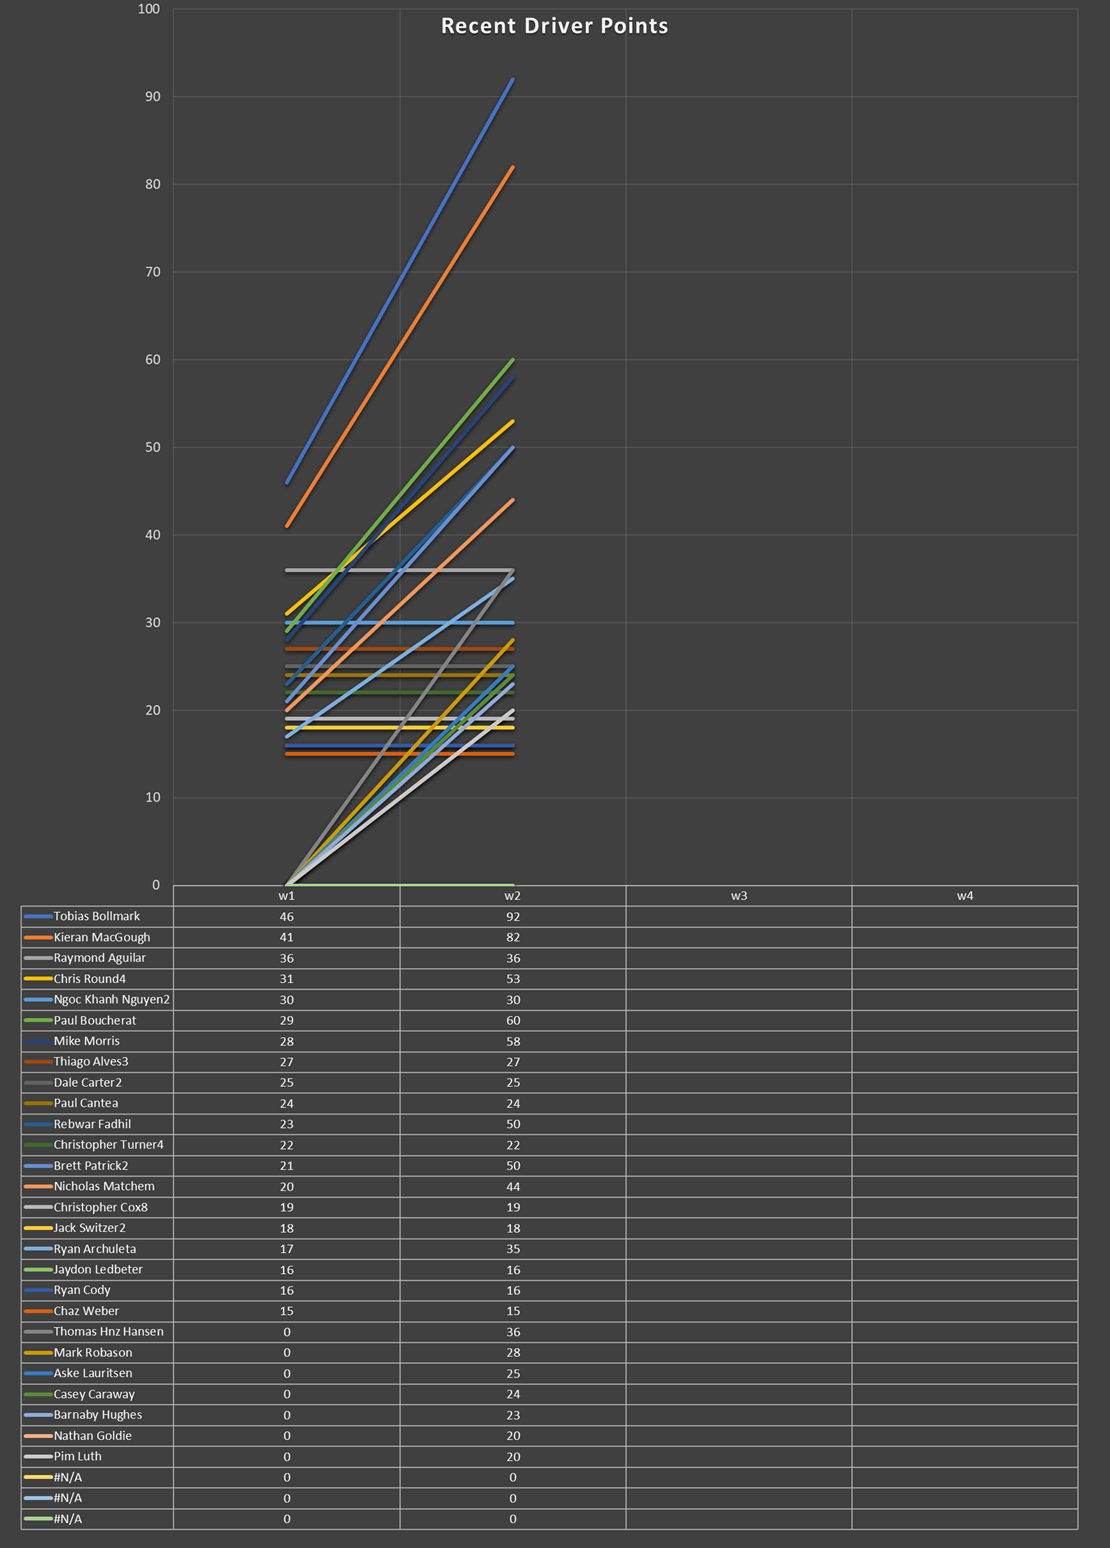 100
Recent Driver Points
90
80
70
60
50
40
30
20
10
0
w1 w2 w3 w4
Tobias Bollmark 46 92
Kieran MacGough 41 82
Raymond Aguilar 36 36
Chris Round4 31 53
Ngoc Khanh Nguyen2 30 30
Paul Boucherat 29 60
Mike Morris 28 58
Thiago Alves3 27 27
Dale Carter2 25 25
Paul Cantea 24 24
Rebwar Fadhil 23 50
Christopher Turner4 22 22
Brett Patrick2 21 50
Nicholas Matchem 20 44
Christopher Cox8 19 19
Jack Switzer2 18 18
Ryan Archuleta 17 35
Jaydon Ledbeter 16 16
Ryan Cody 16 16
Chaz Weber 15 15
Thomas Hnz Hansen 0 36
Mark Robason 0 28
Aske Lauritsen 0 25
Casey Caraway 0 24
Barnaby Hughes 0 23
Nathan Goldie 0 20
Pim Luth 0 20
#N/A 0 0
#N/A 0 0
#N/A 0 0